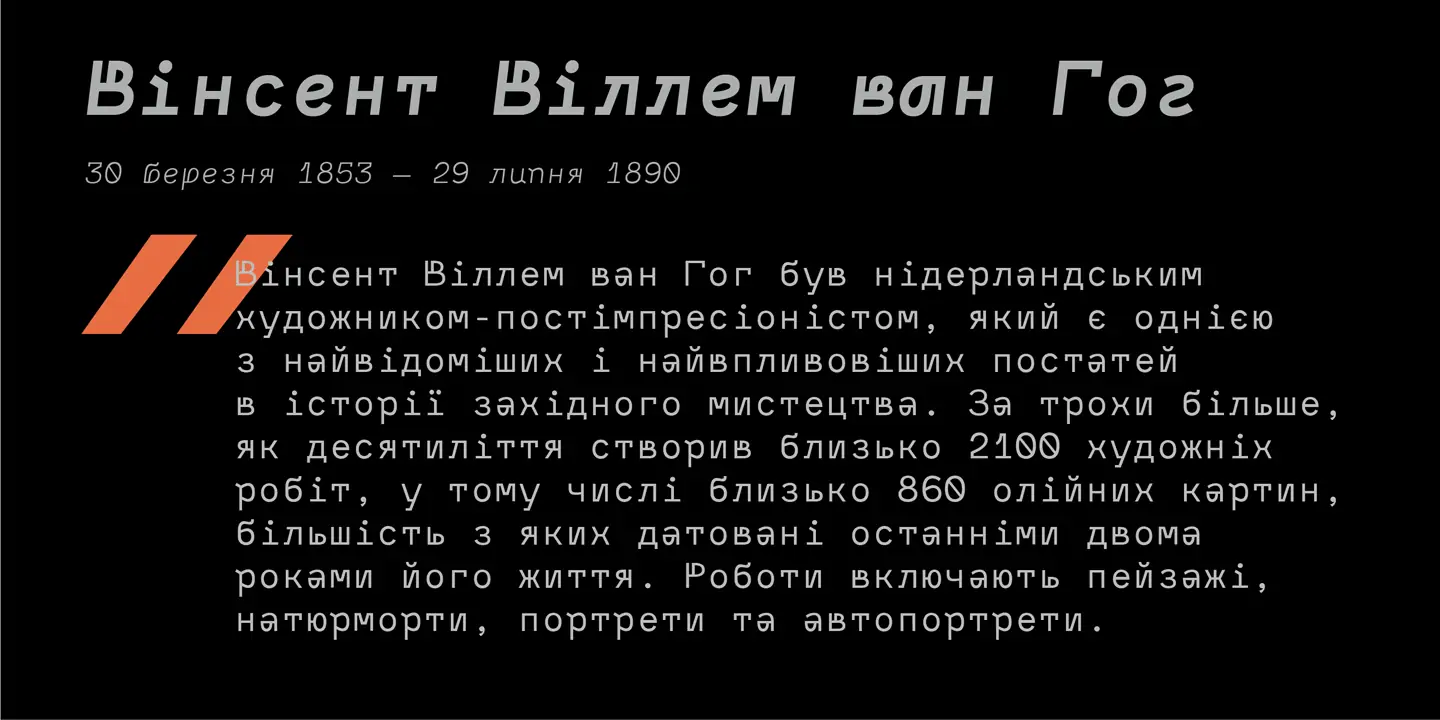 Вінсент Віллем ван Гог
30 березня 1853 – 29 липня 1890
Вінсент Віллем ван Гог був нідерландським
художником-постімпресіоністом, який є однією
з найвідоміших і найвпливовіших постатей
в історії західного мистецтва. За трохи більше,
як десятиліття створив близько 2100 художніх
робіт, у тому числі близько 860 олійних картин,
більшість з яких датовані останніми двома
роками його життя. Роботи включають пейзажі,
натюрморти, портрети та автопортрети.